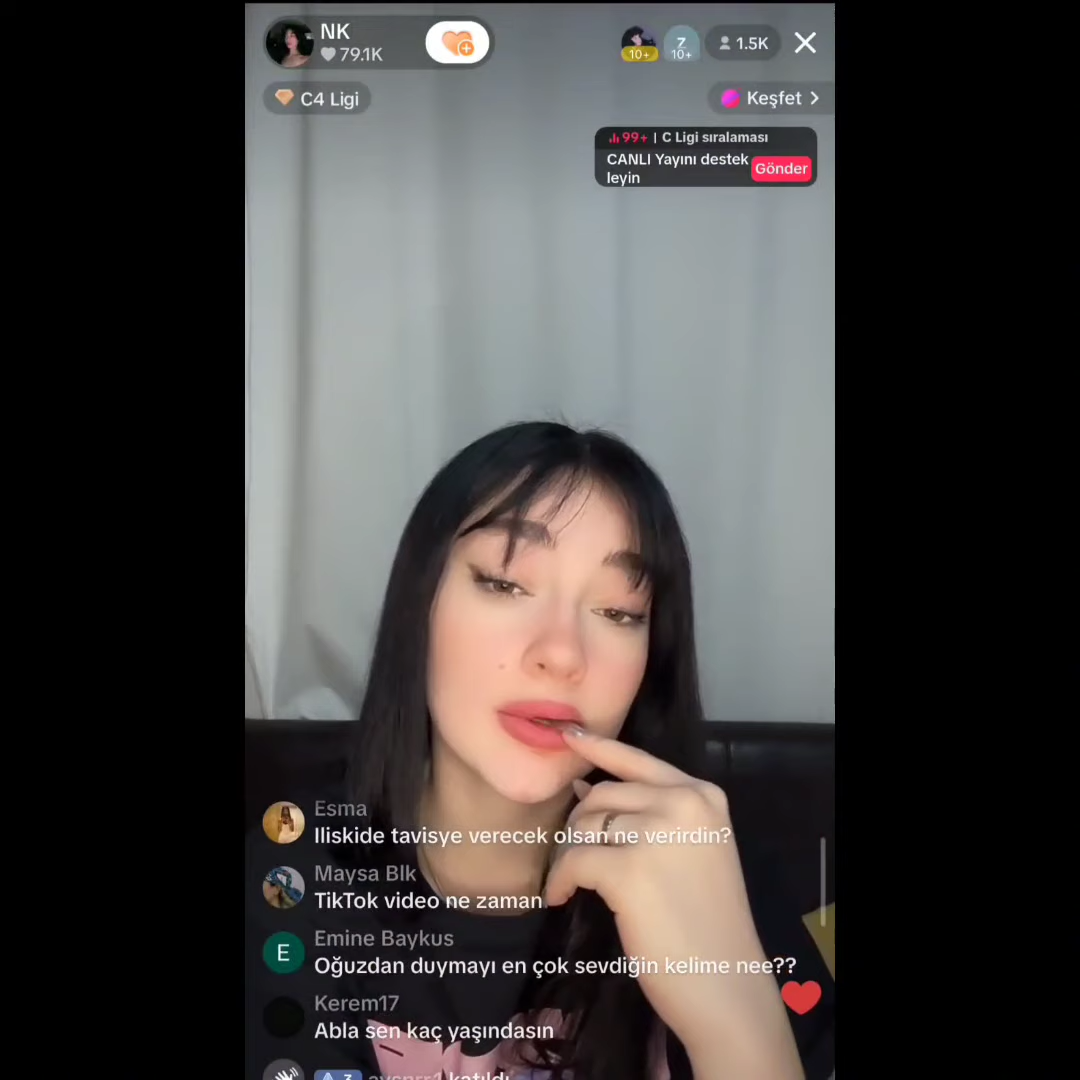 NK
79.1K
10+
Z
10+
1.5K
C4 Ligi
Keşfet
99+ | C Ligi sıralaması
CANLI Yayını destek
leyin
Gönder
Esma
Iliskide tavisye verecek olsan ne verirdin?
Maysa Blk
TikTok video ne zaman
E
Emine Baykus
Oğuzdan duymayı en çok sevdiğin kelime nee??
Kerem17
Abla sen kaç yaşındasın
3
katıldı